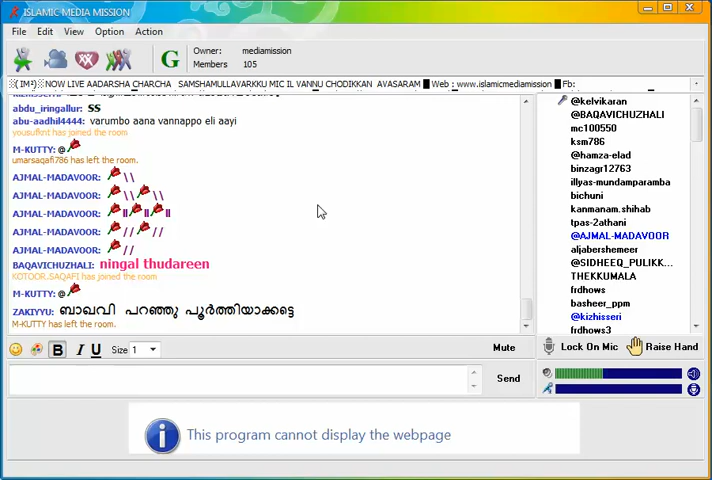 ISLAMIC MEDIA MISSION
File Edit View Option Action
G
Owner: mediamission
Members 105
░( IM²) ░NOW LIVE AADARSHA CHARCHA SAMSHAMULLAVARKKU MIC IL VANNU CHODIKKAN AVASARAM █ Web : www.islamicmediamission █ Fb:
abdu_iringallur: SS
abu-aadhil4444: varumbo aana vannappo eli aayi
yousufknt has joined the room
M-KUTTY: @
umarsaqafi786 has left the room.
AJMAL-MADAVOOR: \\
AJMAL-MADAVOOR: \\ \\
AJMAL-MADAVOOR: || || ||
AJMAL-MADAVOOR: // //
AJMAL-MADAVOOR: //
BAQAVICHUZHALI: ningal thudareen
KOTOOR.SAQAFI has joined the room
M-KUTTY: @
ZAKIYYU: ബാഖവി പറഞ്ഞു പൂര്‍ത്തിയാക്കട്ടെ
M-KUTTY has left the room.
@kelvikaran
@BAQAVICHUZHALI
mc100550
ksm786
@hamza-elad
binzagr12763
illyas-mundamparamba
bichuni
kanmanam.shihab
tpas-2athani
@AJMAL-MADAVOOR
aljabershemeer
@SIDHEEQ_PULIKK...
THEKKUMALA
frdhows
basheer_ppm
@kizhisseri
frdhows3
B I U Size 1 Mute
Lock On Mic Raise Hand
Send
This program cannot display the webpage